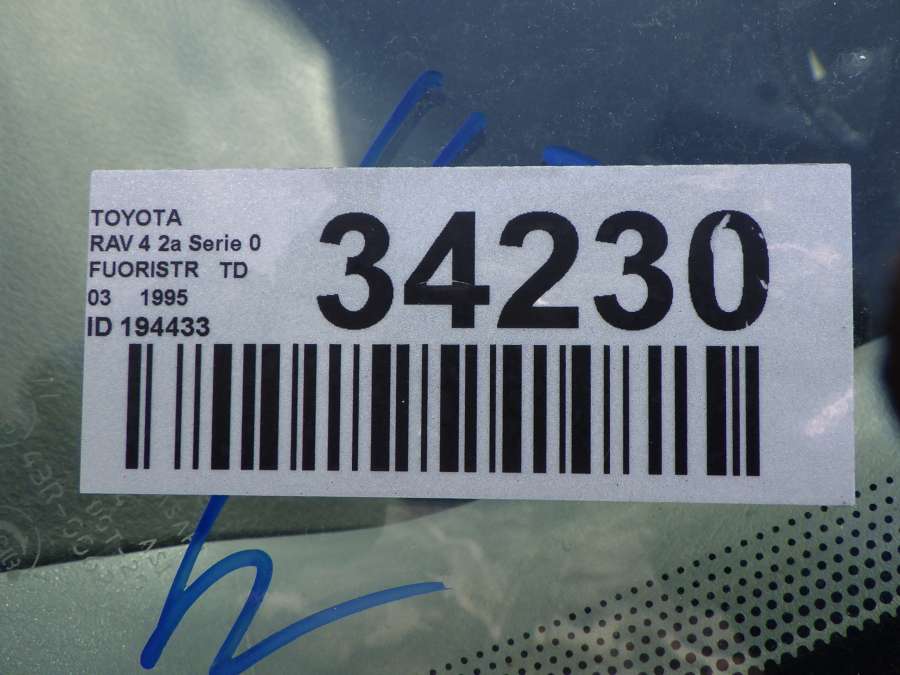 TOYOTA
RAV 4 2a Serie 0
FUORISTR TD
03 1995
ID 194433
34230